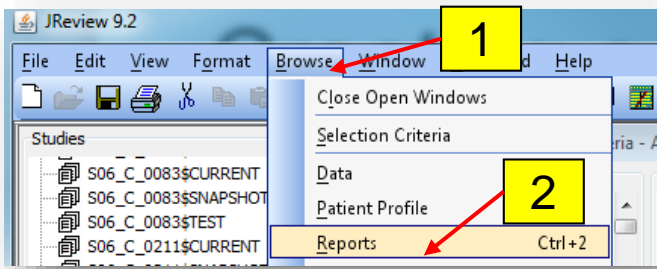 JReview 9.2
File Edit View Format Browse Window d Help
1
Close Open Windows
Studies
Selection Criteria
ria - A
S06_C_0083$CURRENT
Data
S06_C_0083$SNAPSHOT
Patient Profile
2
S06_C_0083$TEST
S06_C_0211$CURRENT
Reports Ctrl+2